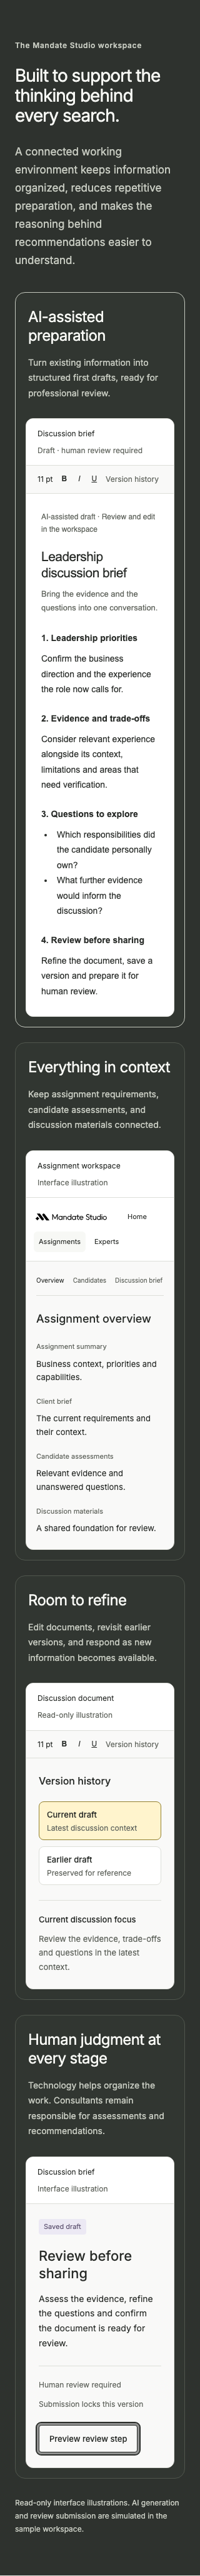 The Mandate Studio workspace
Built to support the
thinking behind
every search.
A connected working
environment keeps information
organized, reduces repetitive
preparation, and makes the
reasoning behind
recommendations easier to
understand.
AI-assisted
preparation
Turn existing information into
structured first drafts, ready for
professional review.
Discussion brief
Draft · human review required
11 pt B I U Version history
AI-assisted draft · Review and edit
in the workspace
Leadership
discussion brief
Bring the evidence and the
questions into one conversation.
1. Leadership priorities
Confirm the business
direction and the experience
the role now calls for.
2. Evidence and trade-offs
Consider relevant experience
alongside its context,
limitations and areas that
need verification.
3. Questions to explore
• Which responsibilities did
the candidate personally
own?
• What further evidence
would inform the
discussion?
4. Review before sharing
Refine the document, save a
version and prepare it for
human review.
Everything in context
Keep assignment requirements,
candidate assessments, and
discussion materials connected.
Assignment workspace
Interface illustration
Mandate Studio Home
Assignments Experts
Overview Candidates Discussion brief
Assignment overview
Assignment summary
Business context, priorities and
capabilities.
Client brief
The current requirements and
their context.
Candidate assessments
Relevant evidence and
unanswered questions.
Discussion materials
A shared foundation for review.
Room to refine
Edit documents, revisit earlier
versions, and respond as new
information becomes available.
Discussion document
Read-only illustration
11 pt B I U Version history
Version history
Current draft
Latest discussion context
Earlier draft
Preserved for reference
Current discussion focus
Review the evidence, trade-offs
and questions in the latest
context.
Human judgment at
every stage
Technology helps organize the
work. Consultants remain
responsible for assessments and
recommendations.
Discussion brief
Interface illustration
Saved draft
Review before
sharing
Assess the evidence, refine
the questions and confirm
the document is ready for
review.
Human review required
Submission locks this version
Preview review step
Read-only interface illustrations. AI generation
and review submission are simulated in the
sample workspace.